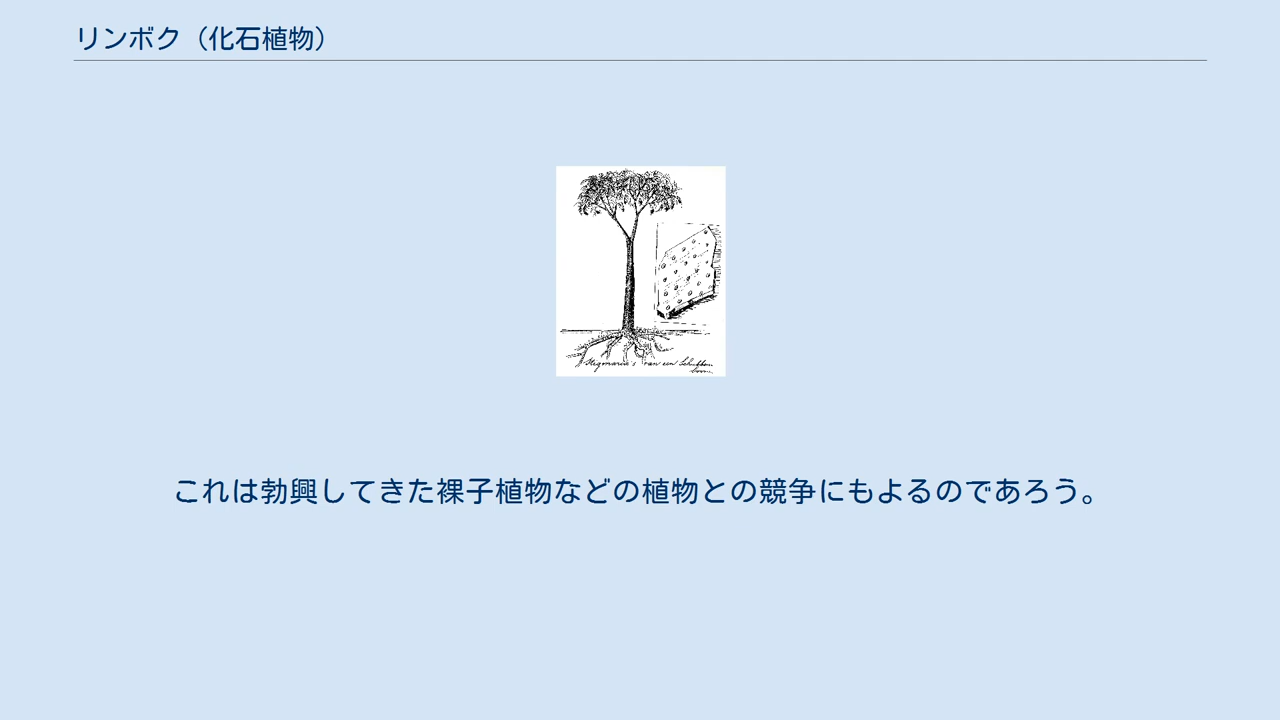 リンボク（化石植物）
van een
これは勃興してきた裸子植物などの植物との競争にもよるのであろう。